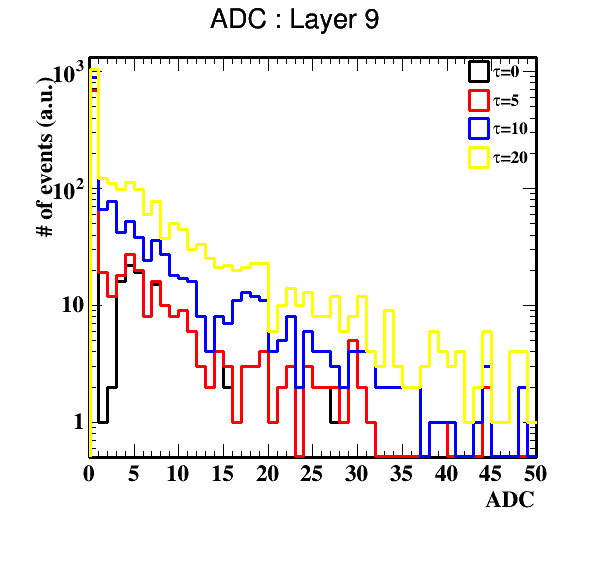 ADC : Layer 9
# of events (a.u.)
10³
10²
10
1
0 5 10 15 20 25 30 35 40 45 50
ADC
τ=0
τ=5
τ=10
τ=20